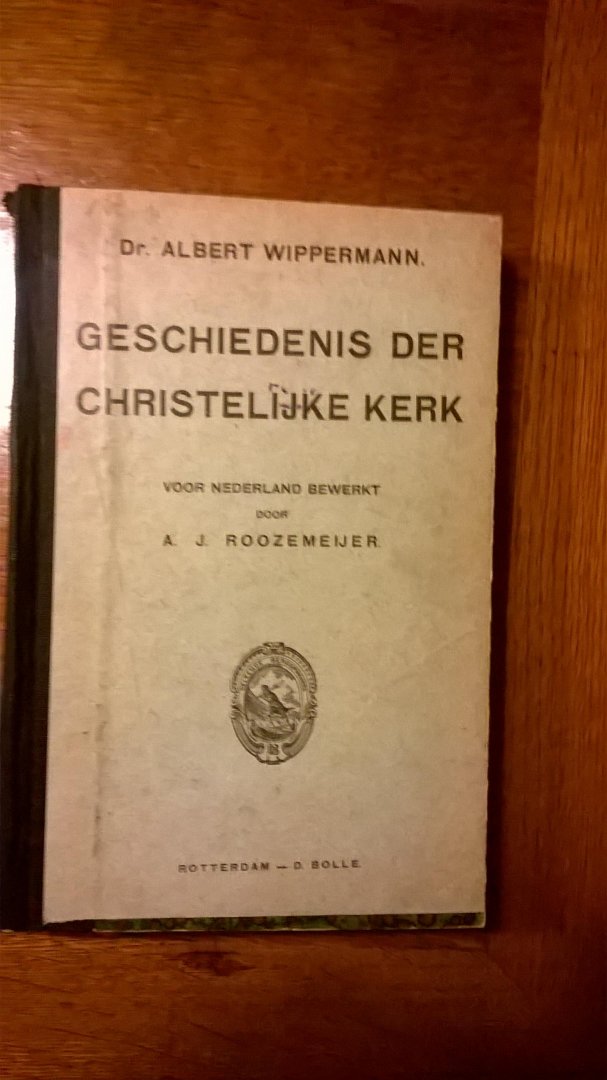 Dr. ALBERT WIPPERMANN.
GESCHIEDENIS DER
CHRISTELIJKE KERK
VOOR NEDERLAND BEWERKT
DOOR
A. J. ROOZEMEIJER.
ROTTERDAM — D. BOLLE.